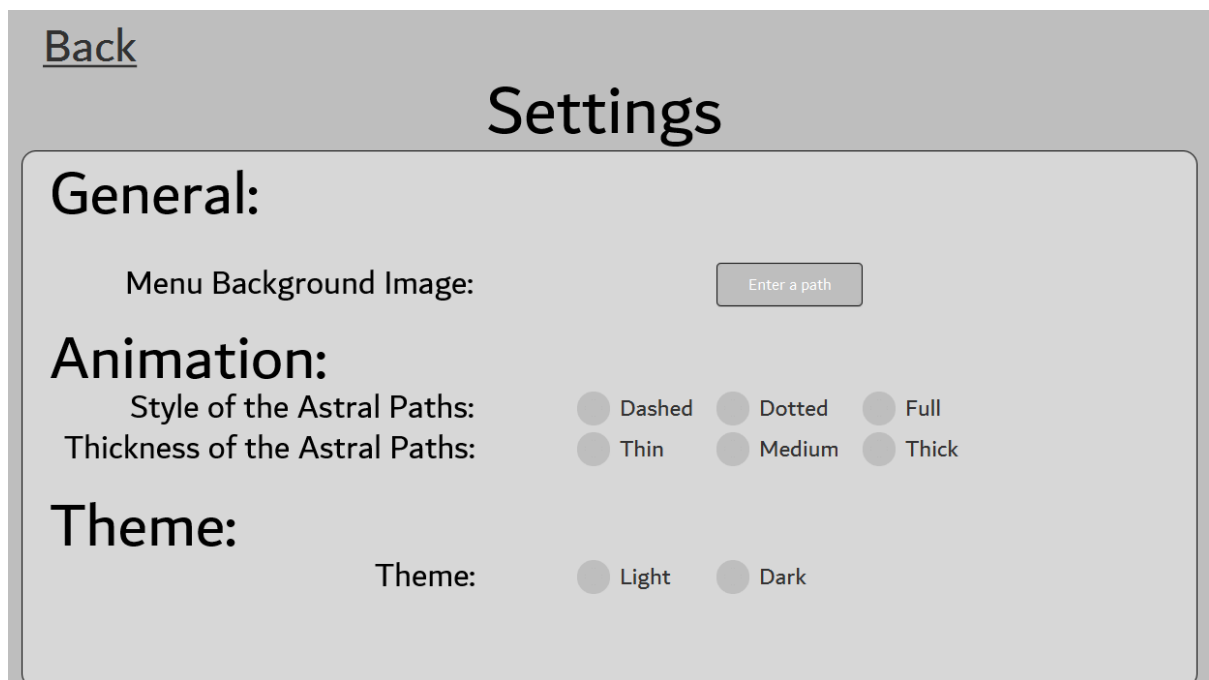 Back
Settings
General:
Menu Background Image: Enter a path
Animation:
Style of the Astral Paths: Dashed Dotted Full
Thickness of the Astral Paths: Thin Medium Thick
Theme:
Theme: Light Dark